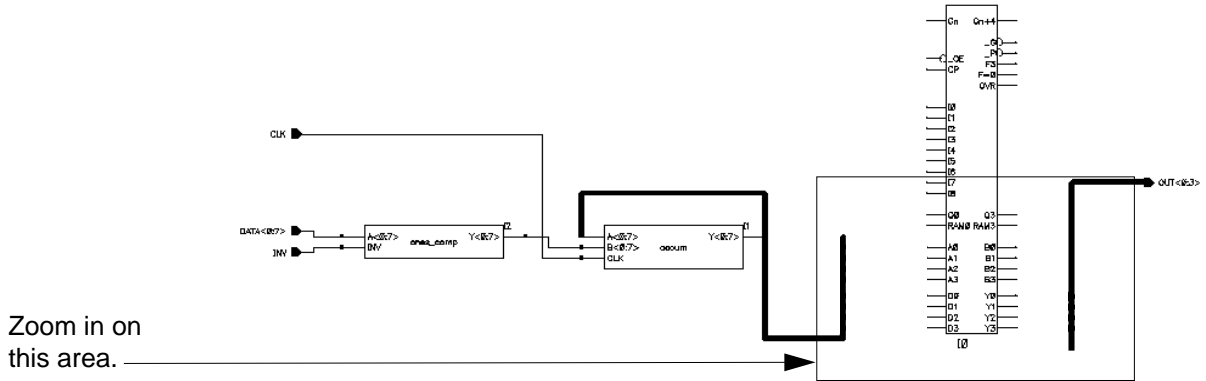 Cn Cn+4
_G
_P
_OE F3
CP F=0
OVR
I0
I1
I2
I3
I4
I5
I6
I7
I8
Q0 Q3
RAM0 RAM3
A0 B0
A1 B1
A2 B2
A3 B3
D0 Y0
D1 Y1
D2 Y2
D3 Y3
I0
CLK
DATA<0:7>
INV
A<0:7> Y<0:7>
INV
ones_comp
I2
A<0:7> Y<0:7>
B<0:7>
CLK
accum
I1
OUT<0:3>
Zoom in on
this area.